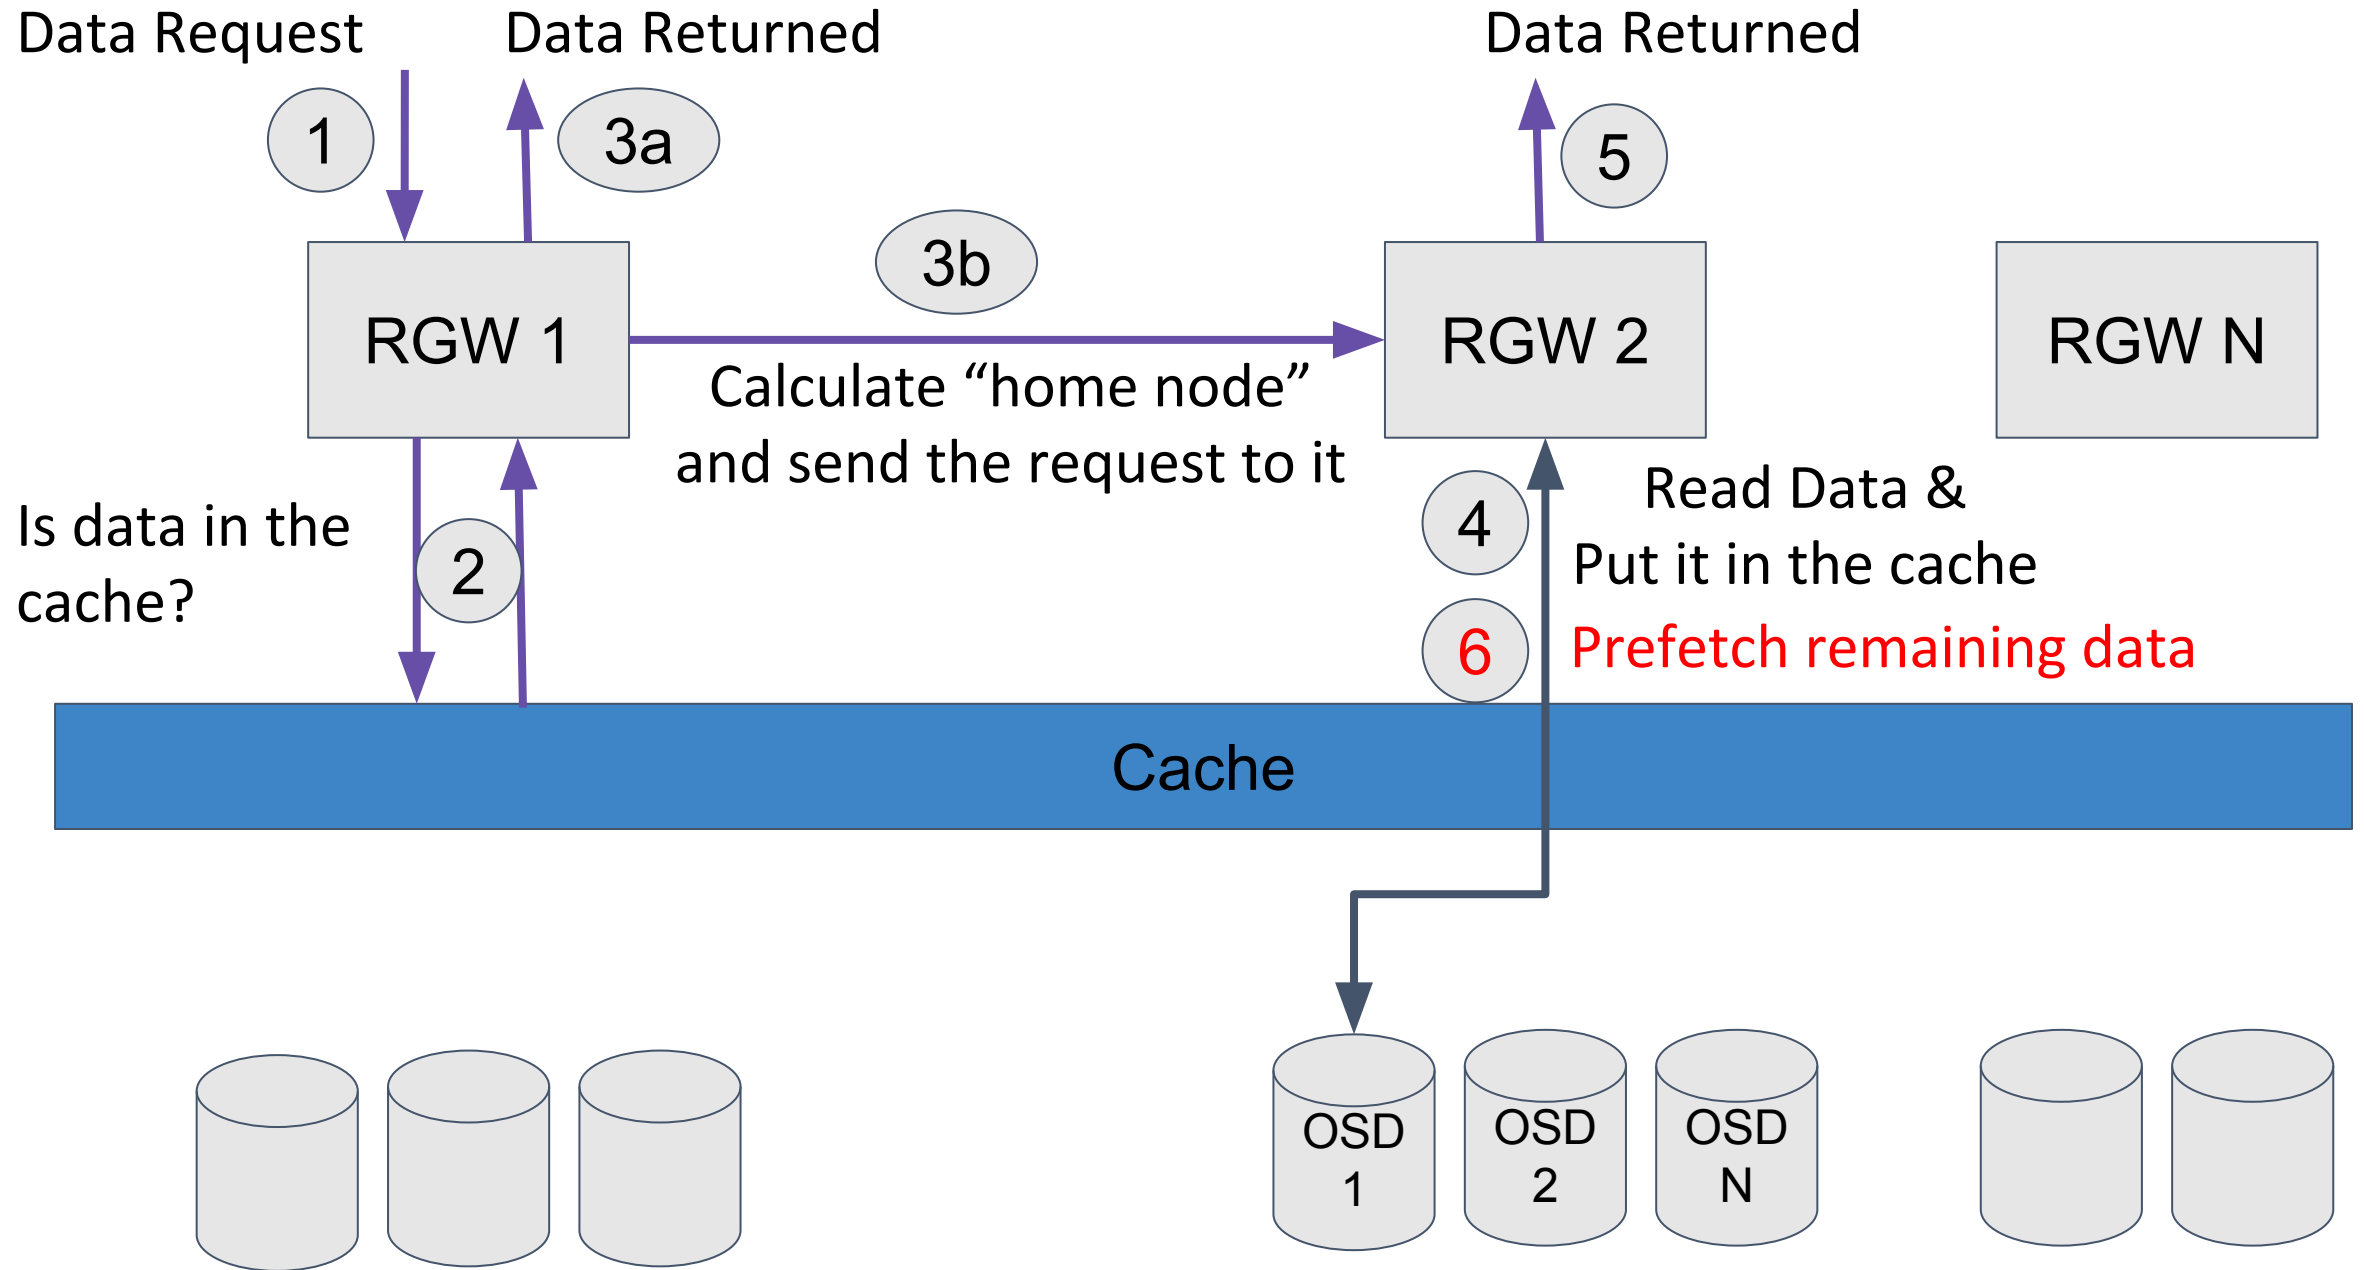 Data Request
Data Returned
Data Returned
1
3a
5
3b
RGW 1
RGW 2
RGW N
Calculate “home node”
and send the request to it
Is data in the
cache?
2
4
Read Data &
Put it in the cache
6
Prefetch remaining data
Cache
OSD
1
OSD
2
OSD
N